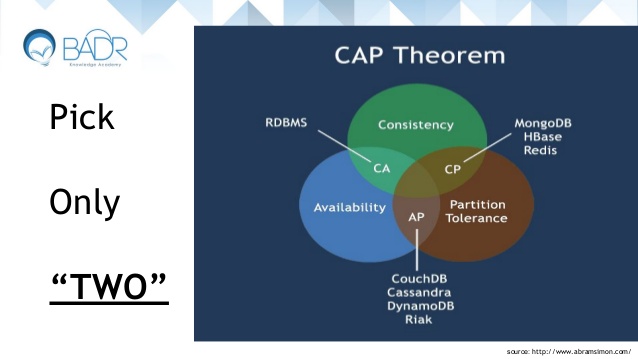 BADR
Knowledge Academy
Pick
Only
“TWO”
CAP Theorem
RDBMS
Consistency
MongoDB
HBase
Redis
CA
CP
Availability
Partition
Tolerance
AP
CouchDB
Cassandra
DynamoDB
Riak
source: http://www.abramsimon.com/